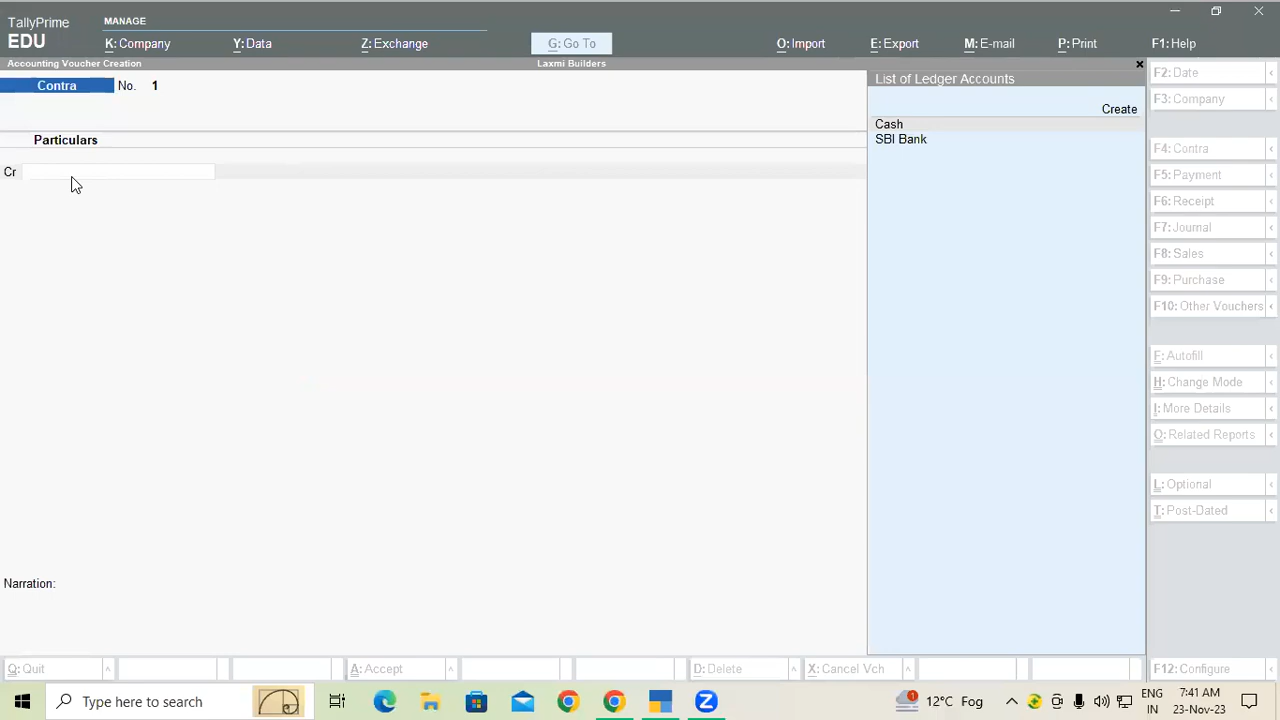 TallyPrime
EDU
MANAGE
K: Company
Y: Data
Z: Exchange
G: Go To
O: Import
E: Export
M: E-mail
P: Print
F1: Help
Accounting Voucher Creation
Laxmi Builders
Contra No. 1
Particulars
Cr
Narration:
List of Ledger Accounts
Create
Cash
SBI Bank
F2: Date
F3: Company
F4: Contra
F5: Payment
F6: Receipt
F7: Journal
F8: Sales
F9: Purchase
F10: Other Vouchers
F: Autofill
H: Change Mode
I: More Details
O: Related Reports
L: Optional
T: Post-Dated
Q: Quit
A: Accept
D: Delete
X: Cancel Vch
F12: Configure
Type here to search
1
12°C Fog
ENG
IN
7:41 AM
23-Nov-23